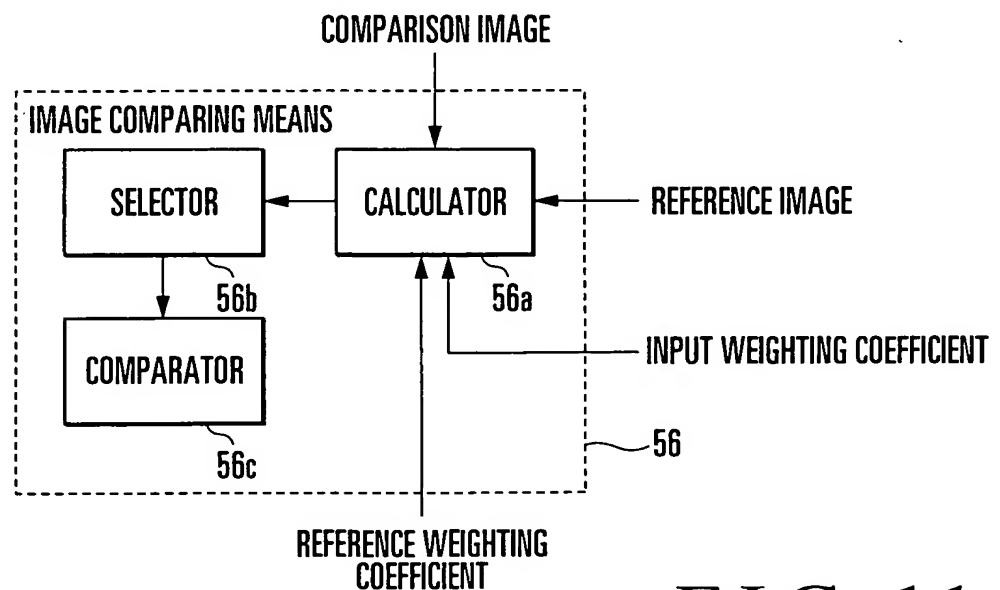 COMPARISON IMAGE
IMAGE COMPARING MEANS
SELECTOR
CALCULATOR
REFERENCE IMAGE
56b
56a
COMPARATOR
INPUT WEIGHTING COEFFICIENT
56c
56
REFERENCE WEIGHTING
COEFFICIENT